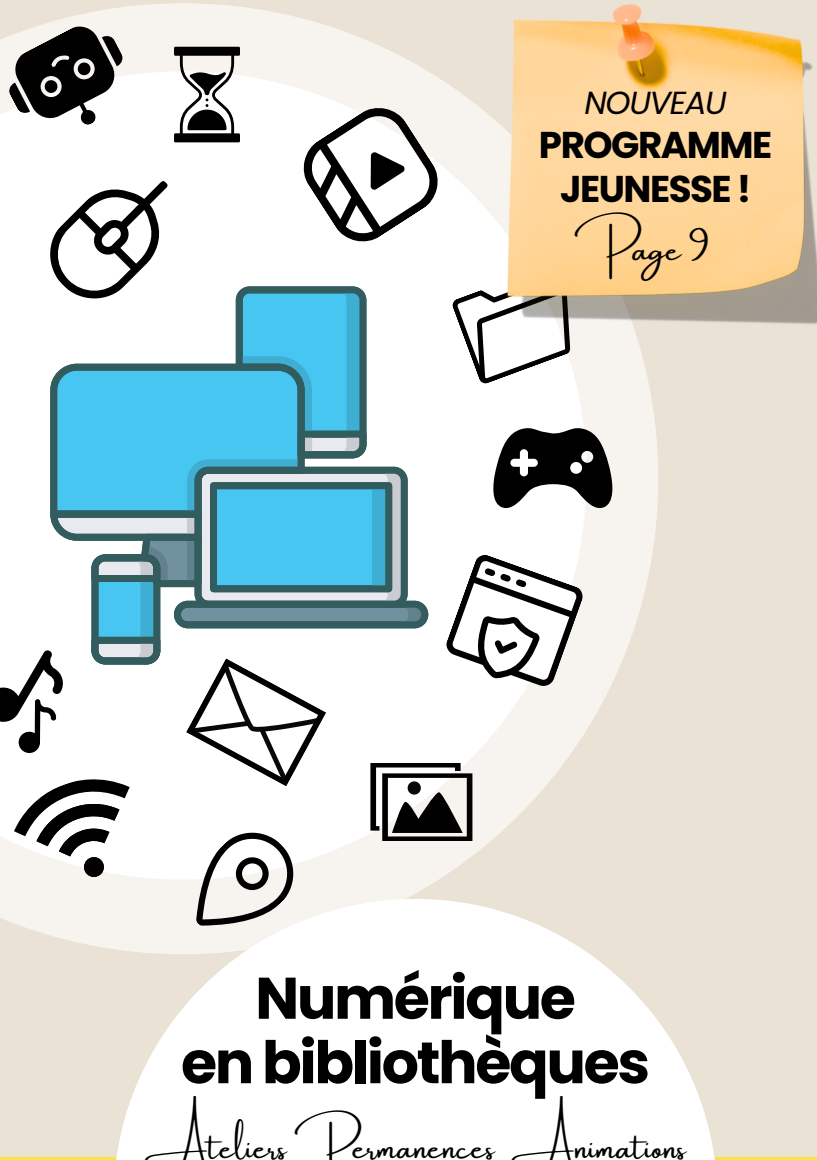 NOUVEAU
PROGRAMME
JEUNESSE !
Page 9
Numérique
en bibliothèques
Ateliers Permanences Animations